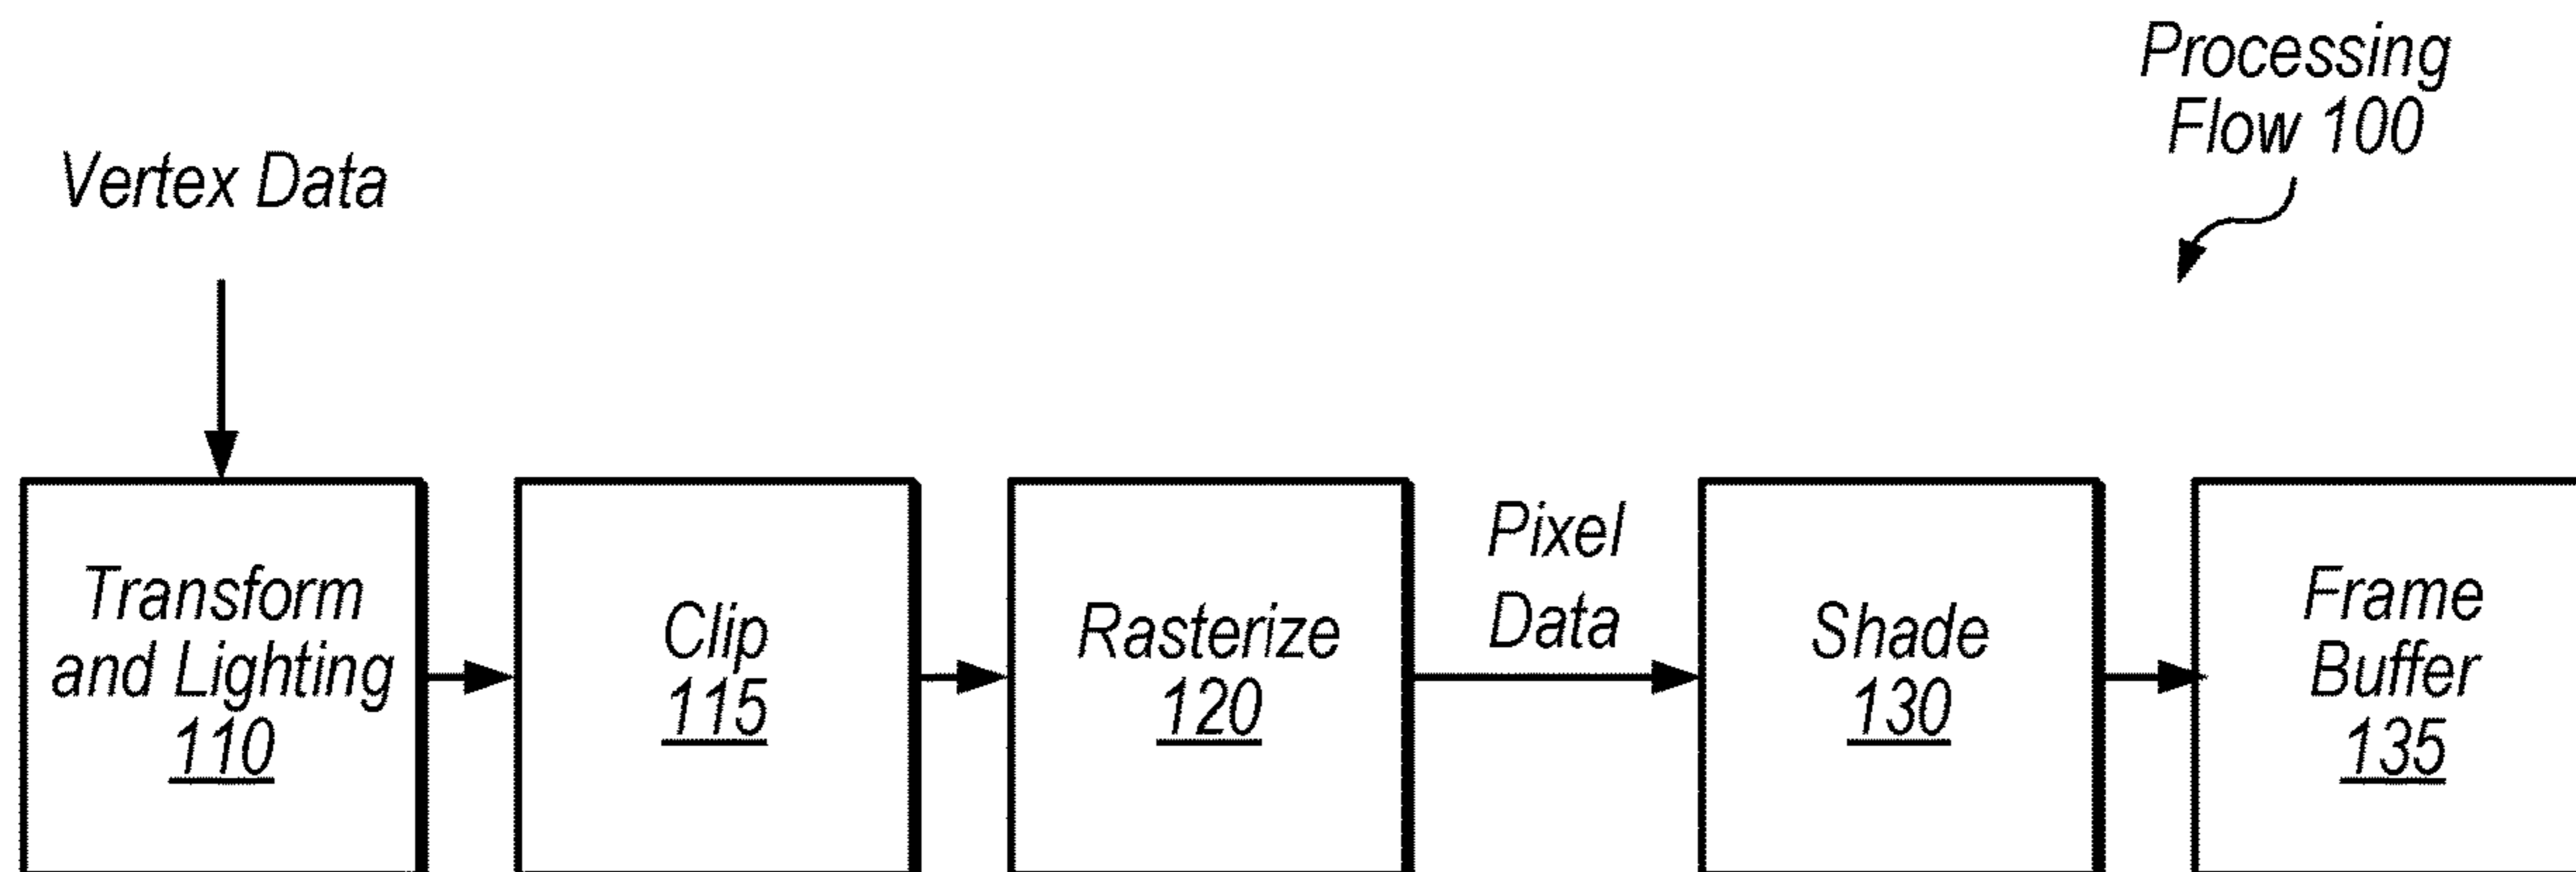 Processing
Flow 100
Vertex Data
Transform
and Lighting
110
Clip
115
Rasterize
120
Pixel
Data
Shade
130
Frame
Buffer
135